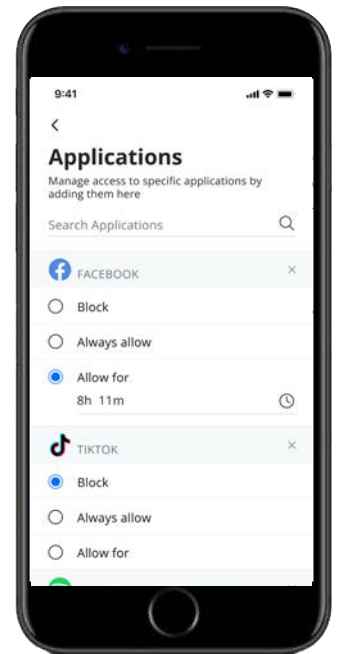 9:41
Applications
Manage access to specific applications by
adding them here
Search Applications
FACEBOOK
Block
Always allow
Allow for
8h 11m
TIKTOK
Block
Always allow
Allow for